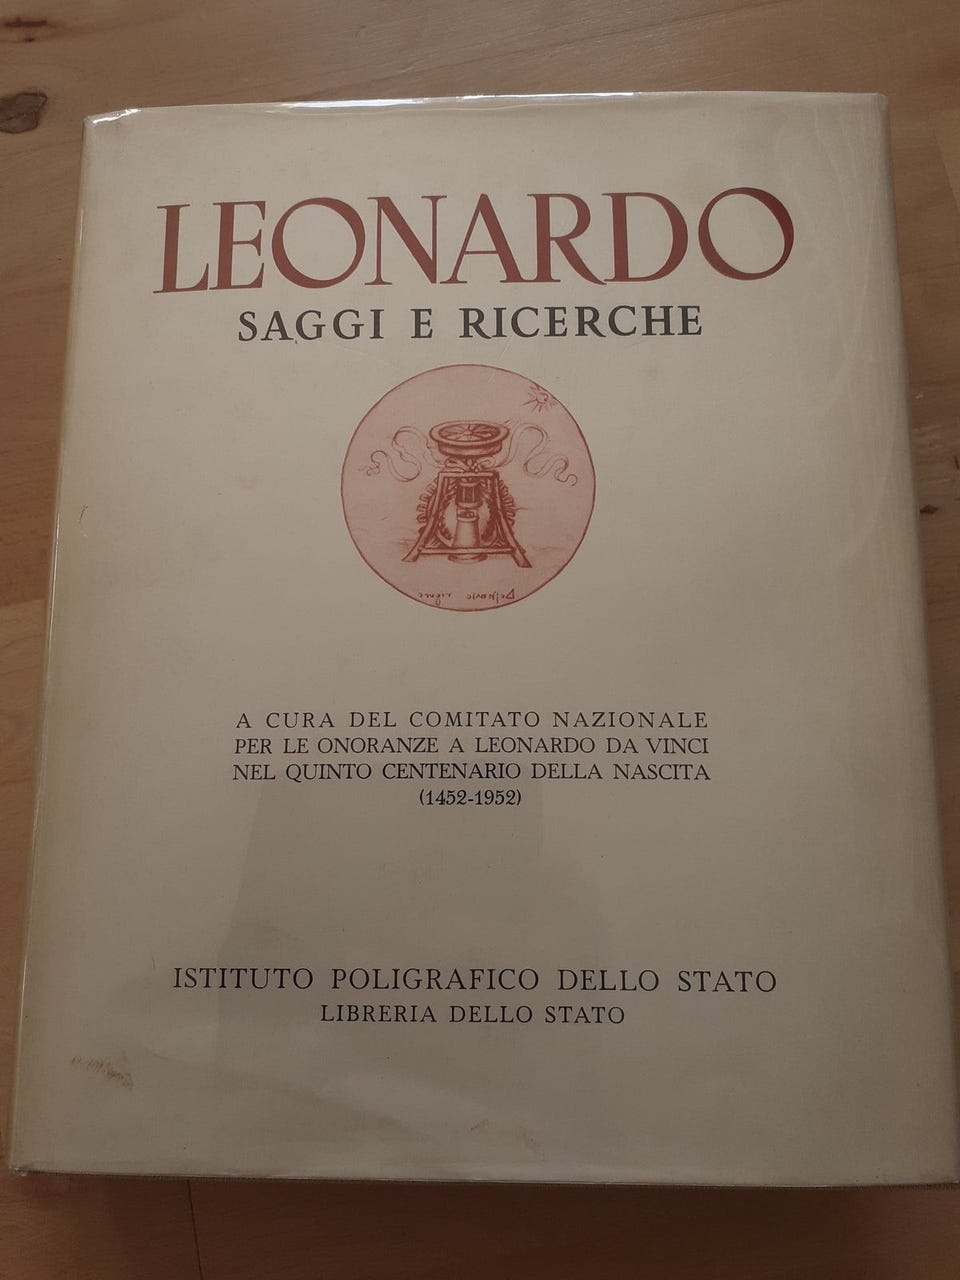 LEONARDO
SAGGI E RICERCHE
A CURA DEL COMITATO NAZIONALE
PER LE ONORANZE A LEONARDO DA VINCI
NEL QUINTO CENTENARIO DELLA NASCITA
(1452-1952)
ISTITUTO POLIGRAFICO DELLO STATO
LIBRERIA DELLO STATO